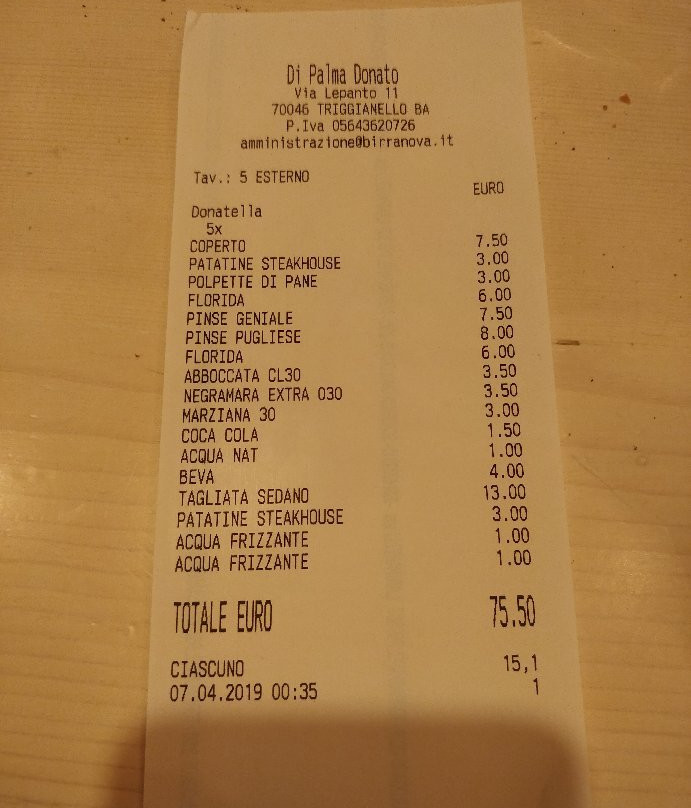 Di Palma Donato
Via Lepanto 11
70046 TRIGGIANELLO BA
P.Iva 05643620726
amministrazione@birranova.it
Tav.: 5 ESTERNO
EURO
Donatella
5x
COPERTO 7.50
PATATINE STEAKHOUSE 3.00
POLPETTE DI PANE 3.00
FLORIDA 6.00
PINSE GENIALE 7.50
PINSE PUGLIESE 8.00
FLORIDA 6.00
ABBOCCATA CL30 3.50
NEGRAMARA EXTRA 030 3.50
MARZIANA 30 3.00
COCA COLA 1.50
ACQUA NAT 1.00
BEVA 4.00
TAGLIATA SEDANO 13.00
PATATINE STEAKHOUSE 3.00
ACQUA FRIZZANTE 1.00
ACQUA FRIZZANTE 1.00
TOTALE EURO 75.50
CIASCUNO 15,1
07.04.2019 00:35 1